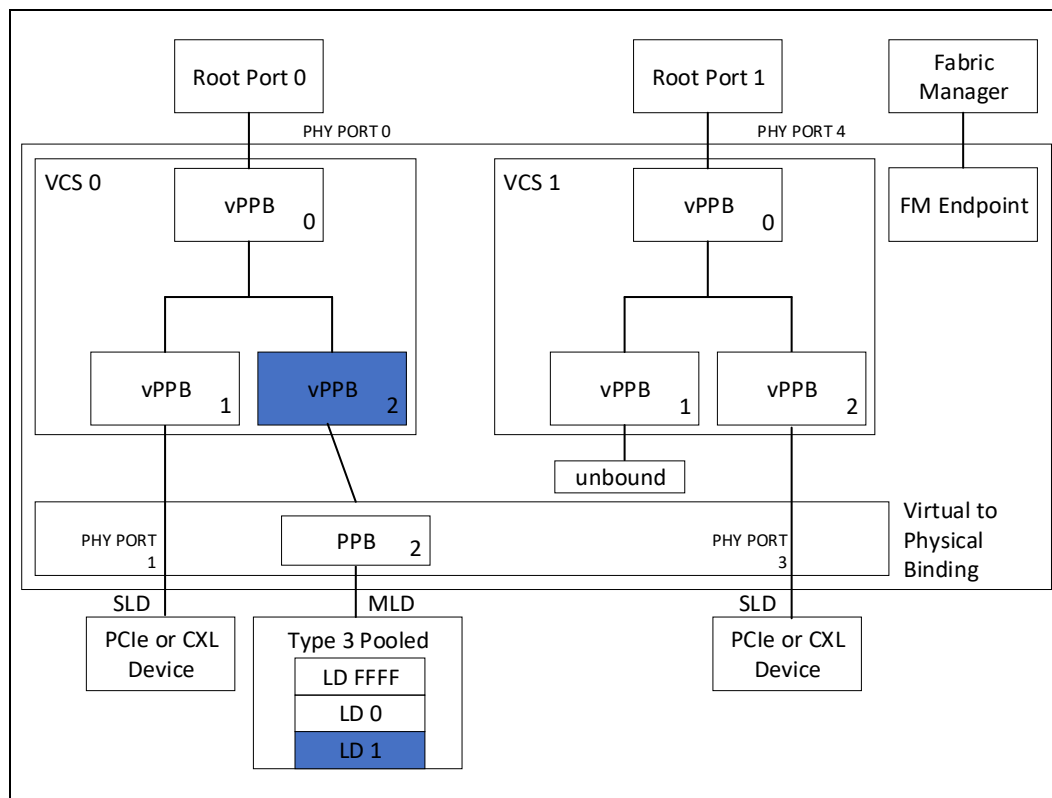 Root Port 0
Root Port 1
Fabric
Manager
PHY PORT 0
PHY PORT 4
VCS 0
vPPB
0
VCS 1
vPPB
0
FM Endpoint
vPPB
1
vPPB
2
vPPB
1
vPPB
2
unbound
PHY PORT
1
PPB
2
PHY PORT
3
Virtual to
Physical
Binding
SLD
MLD
SLD
PCIe or CXL
Device
Type 3 Pooled
LD FFFF
LD 0
LD 1
PCIe or CXL
Device